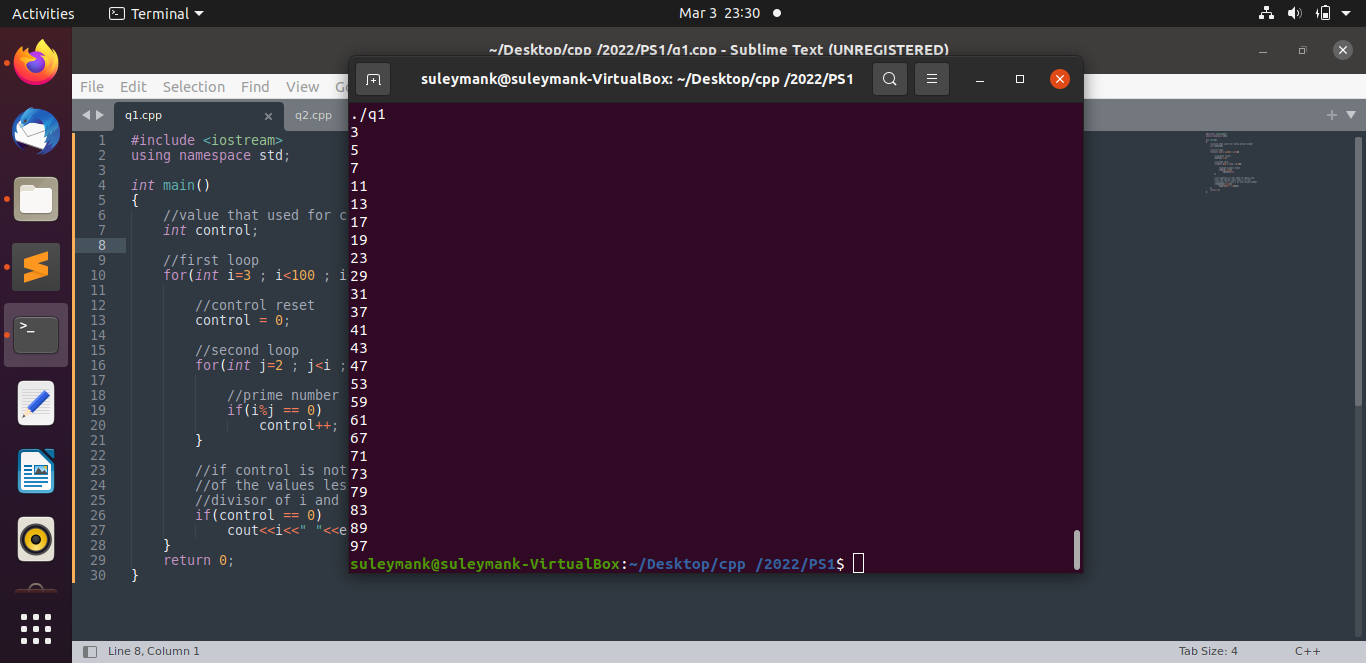 Activities
Terminal
Mar 3 23:30
~/Desktop/cpp /2022/PS1/q1.cpp - Sublime Text (UNREGISTERED)
File Edit Selection Find View
q1.cpp
q2.cpp
1 #include <iostream>
2 using namespace std;
3
4 int main()
5 {
6 //value that used for c
7 int control;
8
9 //first loop
10 for(int i=3 ; i<100 ; i
11
12 //control reset
13 control = 0;
14
15 //second loop
16 for(int j=2 ; j<i ;
17
18 //prime number
19 if(i%j == 0)
20 control++;
21 }
22
23 //if control is not
24 //of the values les
25 //divisor of i and
26 if(control == 0)
27 cout<<i<<" "<<e
28 }
29 return 0;
30 }
suleymank@suleymank-VirtualBox: ~/Desktop/cpp /2022/PS1
./q1
3
5
7
11
13
17
19
23
29
31
37
41
43
47
53
59
61
67
71
73
79
83
89
97
suleymank@suleymank-VirtualBox:~/Desktop/cpp /2022/PS1$
Line 8, Column 1
Tab Size: 4
C++